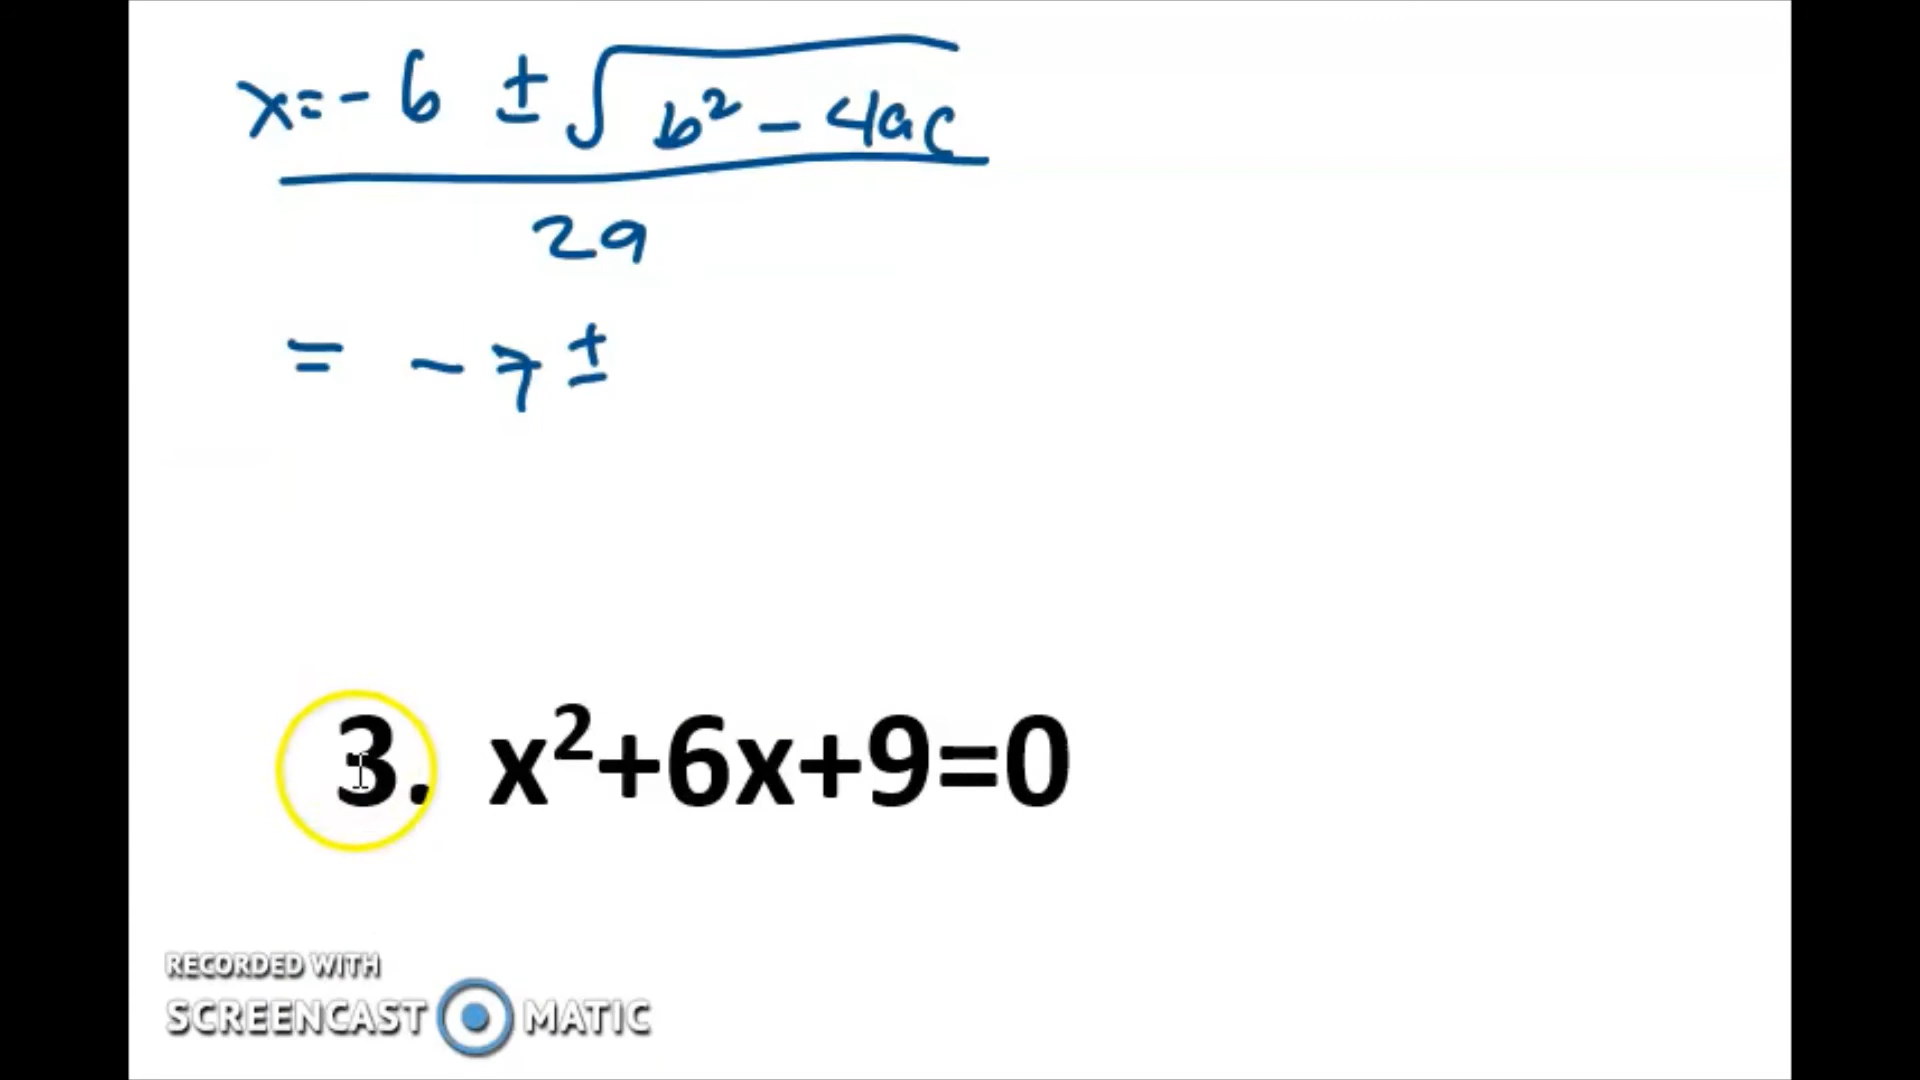 x=-b ± √b² - 4ac
2a
= -7 ±
3. x²+6x+9=0
RECORDED WITH
SCREENCAST MATIC